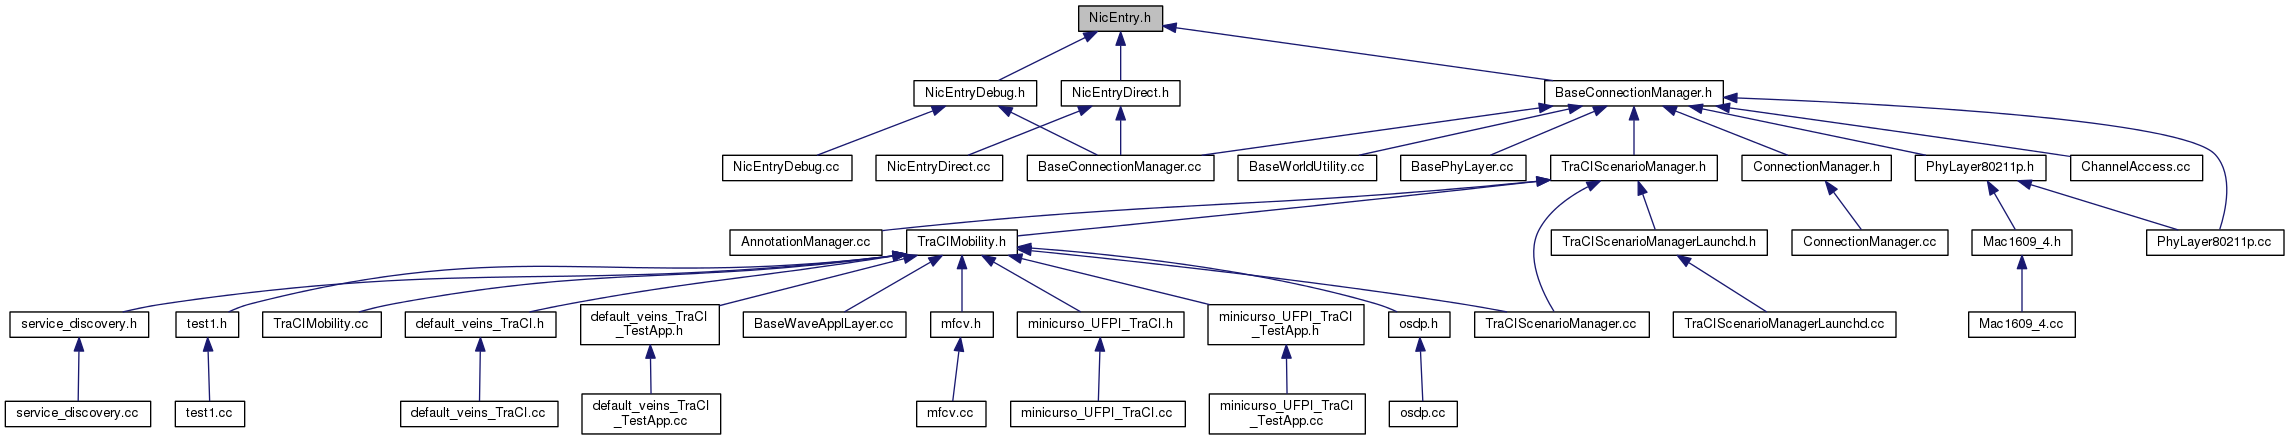 NicEntry.h
NicEntryDebug.h
NicEntryDirect.h
BaseConnectionManager.h
NicEntryDebug.cc
NicEntryDirect.cc
BaseConnectionManager.cc
BaseWorldUtility.cc
BasePhyLayer.cc
TraCIScenarioManager.h
ConnectionManager.h
PhyLayer80211p.h
ChannelAccess.cc
AnnotationManager.cc
TraCIMobility.h
TraCIScenarioManagerLaunchd.h
ConnectionManager.cc
Mac1609_4.h
PhyLayer80211p.cc
service_discovery.h
test1.h
TraCIMobility.cc
default_veins_TraCI.h
default_veins_TraCI
_TestApp.h
BaseWaveApplLayer.cc
mfcv.h
minicurso_UFPI_TraCI.h
minicurso_UFPI_TraCI
_TestApp.h
osdp.h
TraCIScenarioManager.cc
TraCIScenarioManagerLaunchd.cc
Mac1609_4.cc
service_discovery.cc
test1.cc
default_veins_TraCI.cc
default_veins_TraCI
_TestApp.cc
mfcv.cc
minicurso_UFPI_TraCI.cc
minicurso_UFPI_TraCI
_TestApp.cc
osdp.cc